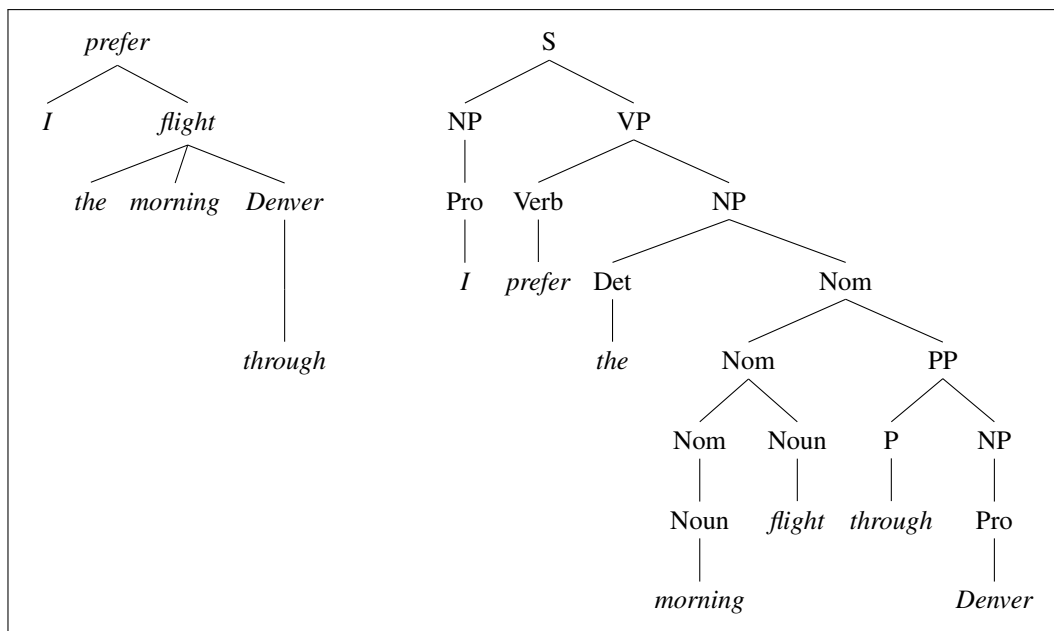 prefer S
I flight NP VP
the morning Denver Pro Verb NP
I prefer Det Nom
through the Nom PP
Nom Noun P NP
Noun flight through Pro
morning Denver